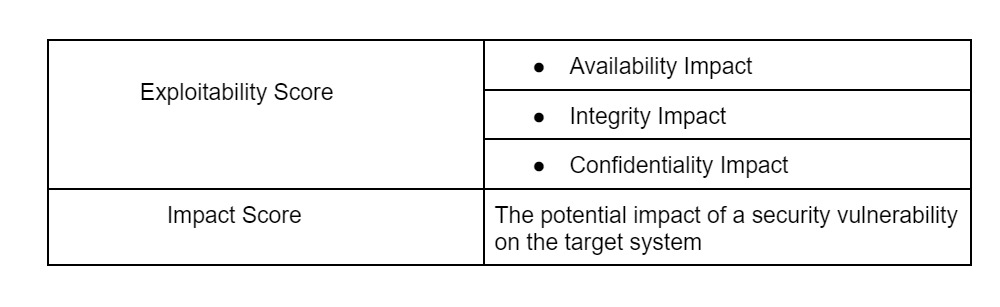 Exploitability Score
● Availability Impact
● Integrity Impact
● Confidentiality Impact
Impact Score
The potential impact of a security vulnerability
on the target system